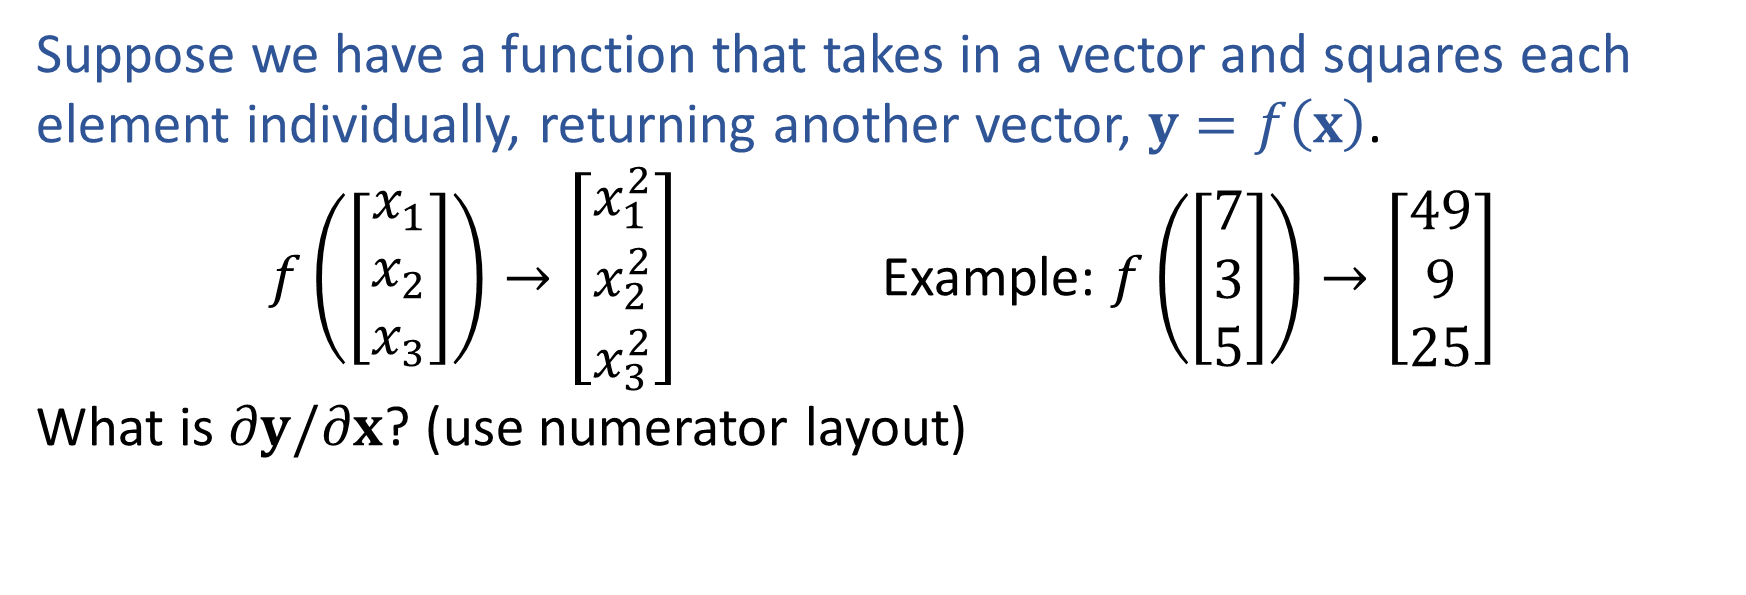 Suppose we have a function that takes in a vector and squares each
element individually, returning another vector, 𝐲 = 𝑓(𝐱).
𝑓([𝑥₁ 𝑥₂ 𝑥₃]) → [𝑥₁² 𝑥₂² 𝑥₃²] Example: 𝑓([7 3 5]) → [49 9 25]
What is ∂𝐲/∂𝐱? (use numerator layout)